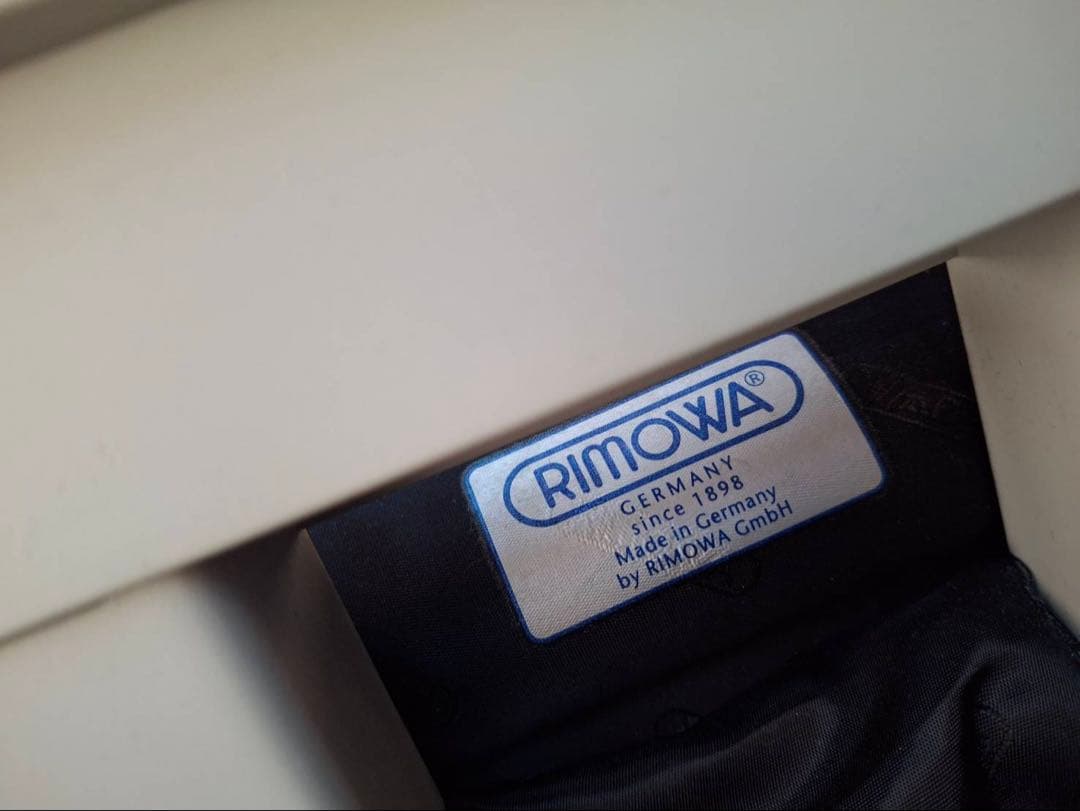 RIMOWA®
GERMANY
since 1898
Made in Germany
by RIMOWA GmbH